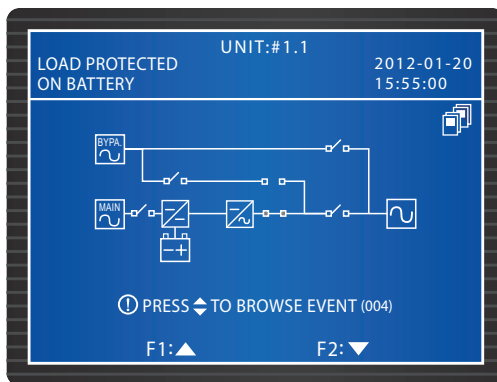 UNIT:#1.1
LOAD PROTECTED 2012-01-20
ON BATTERY 15:55:00
BYPA.
MAIN
PRESS TO BROWSE EVENT (004)
F1: F2: